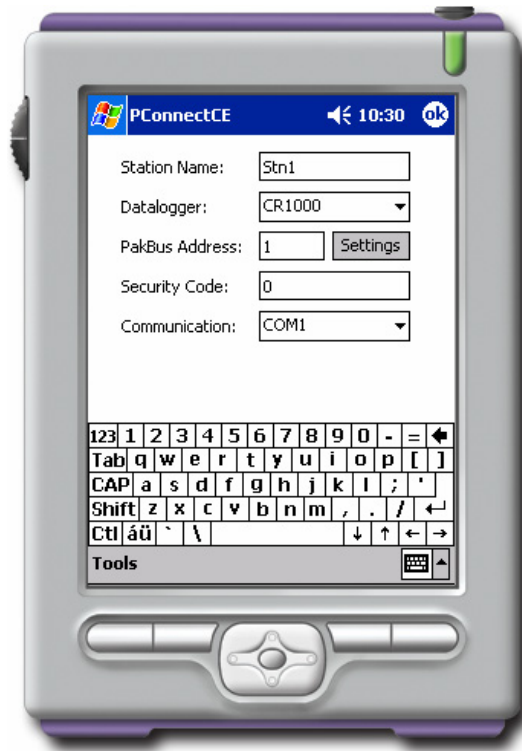 PConnectCE 10:30 ok
Station Name: Stn1
Datalogger: CR1000
PakBus Address: 1 Settings
Security Code: 0
Communication: COM1
123 1 2 3 4 5 6 7 8 9 0 - =
Tab q w e r t y u i o p [ ]
CAP a s d f g h j k l ; '
Shift z x c v b n m , . /
Ctl áü ` \
Tools